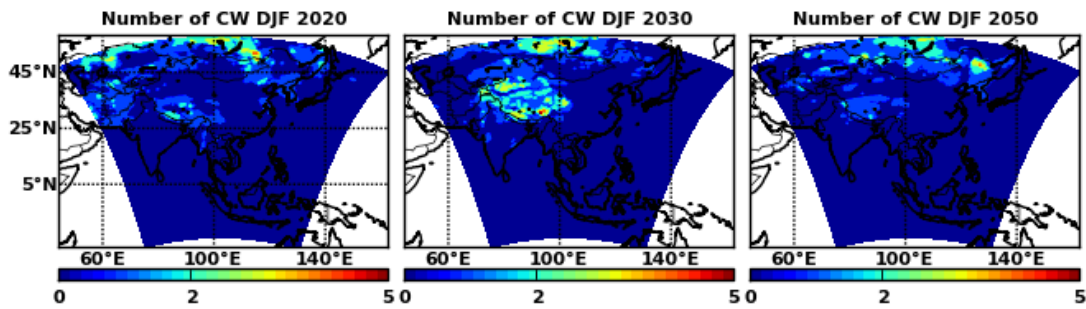 Number of CW DJF 2020 Number of CW DJF 2030 Number of CW DJF 2050
45°N
25°N
5°N
60°E 100°E 140°E 60°E 100°E 140°E 60°E 100°E 140°E
0 2 5 0 2 5 0 2 5